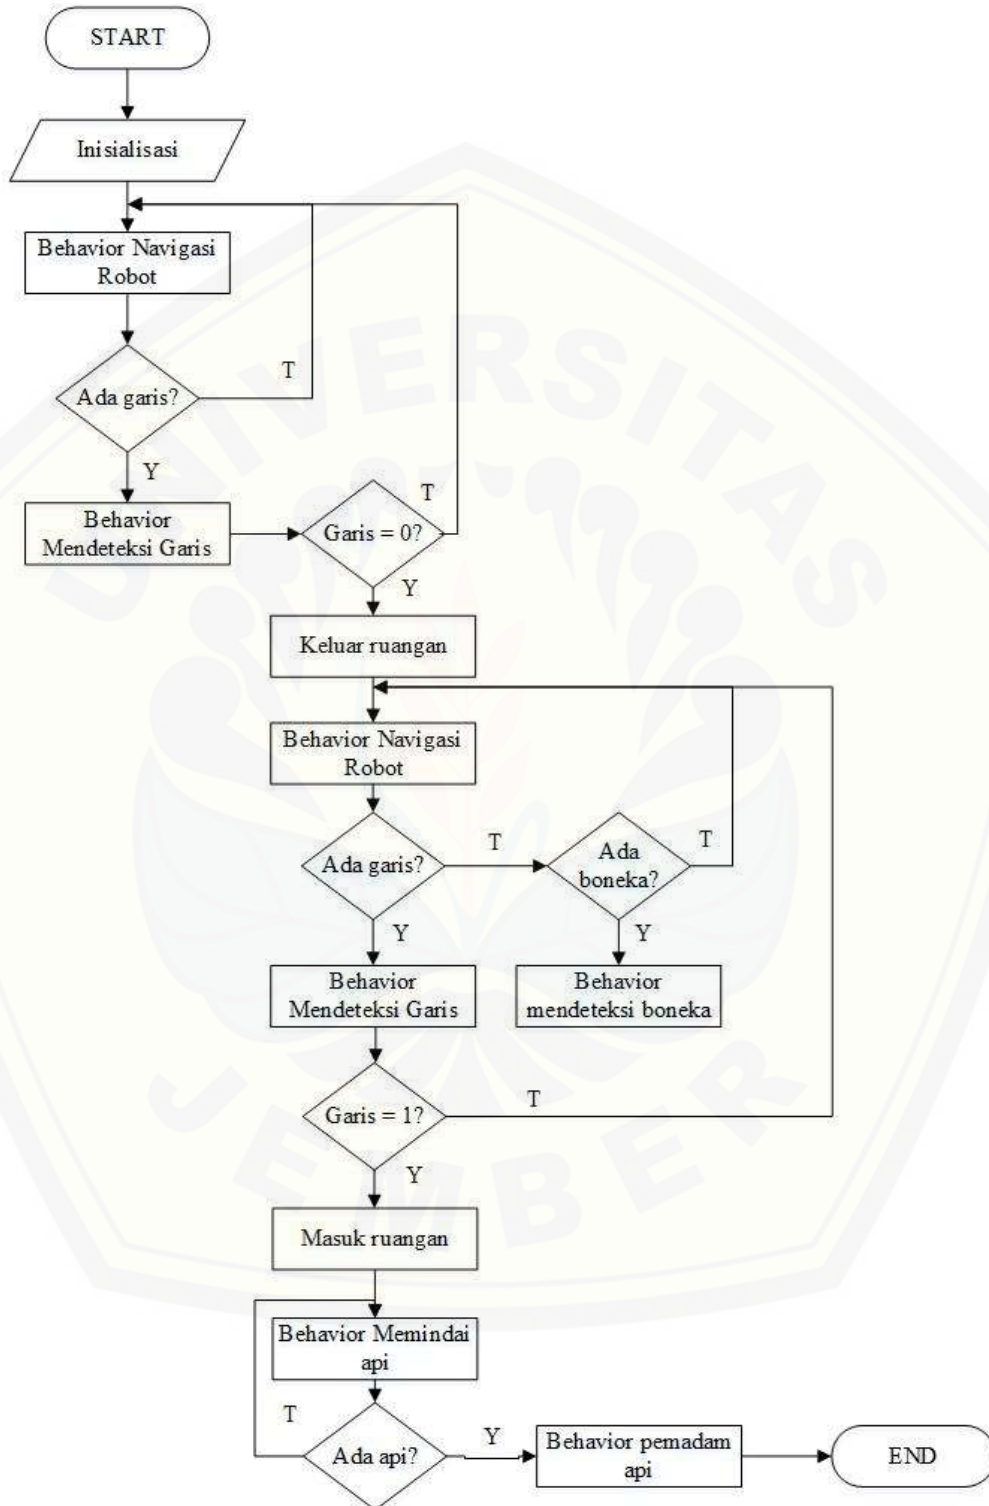 START
Inisialisasi
Behavior Navigasi
Robot
Ada garis?
T
Y
Behavior
Mendeteksi Garis
Garis = 0?
T
Y
Keluar ruangan
Behavior Navigasi
Robot
Ada garis?
T
Ada
boneka?
T
Y
Y
Behavior
Mendeteksi Garis
Behavior
mendeteksi boneka
Garis = 1?
T
Y
Masuk ruangan
Behavior Memindai
api
T
Ada api?
Y
Behavior pemadam
api
END
UNIVERSITAS
JEMBER